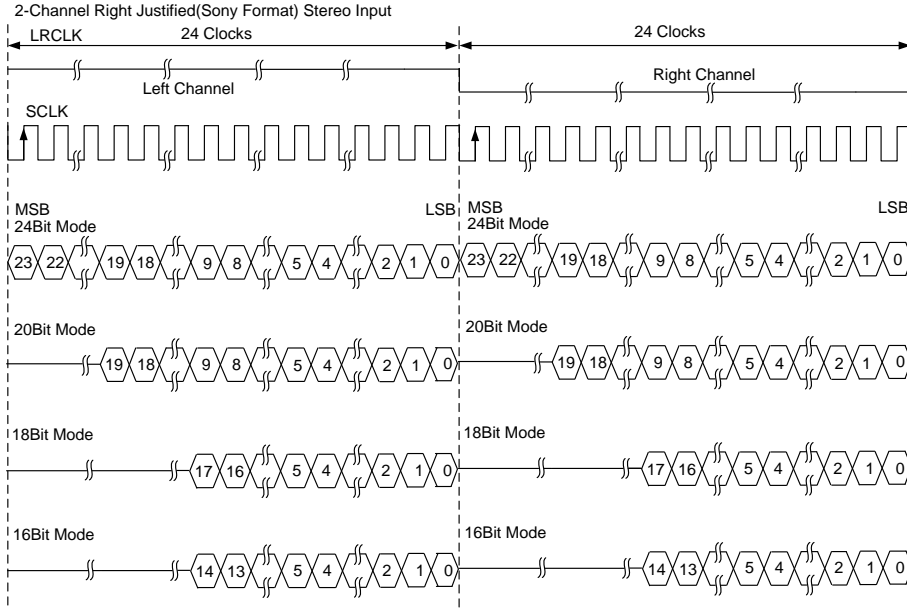 2-Channel Right Justified(Sony Format) Stereo Input
LRCLK 24 Clocks 24 Clocks
Left Channel Right Channel
SCLK
MSB LSB MSB LSB
24Bit Mode 24Bit Mode
23 22 19 18 9 8 5 4 2 1 0 23 22 19 18 9 8 5 4 2 1 0
20Bit Mode 20Bit Mode
19 18 9 8 5 4 2 1 0 19 18 9 8 5 4 2 1 0
18Bit Mode 18Bit Mode
17 16 5 4 2 1 0 17 16 5 4 2 1 0
16Bit Mode 16Bit Mode
14 13 5 4 2 1 0 14 13 5 4 2 1 0